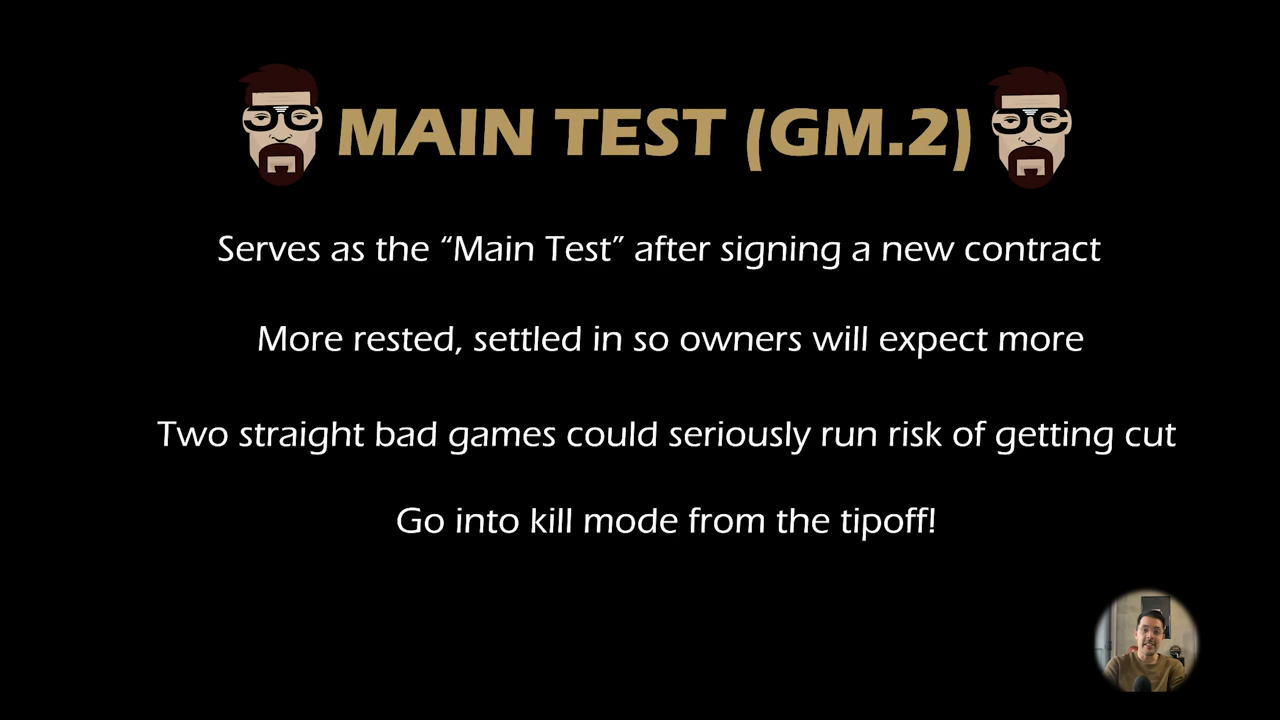 MAIN TEST (GM.2)
Serves as the “Main Test” after signing a new contract
More rested, settled in so owners will expect more
Two straight bad games could seriously run risk of getting cut
Go into kill mode from the tipoff!